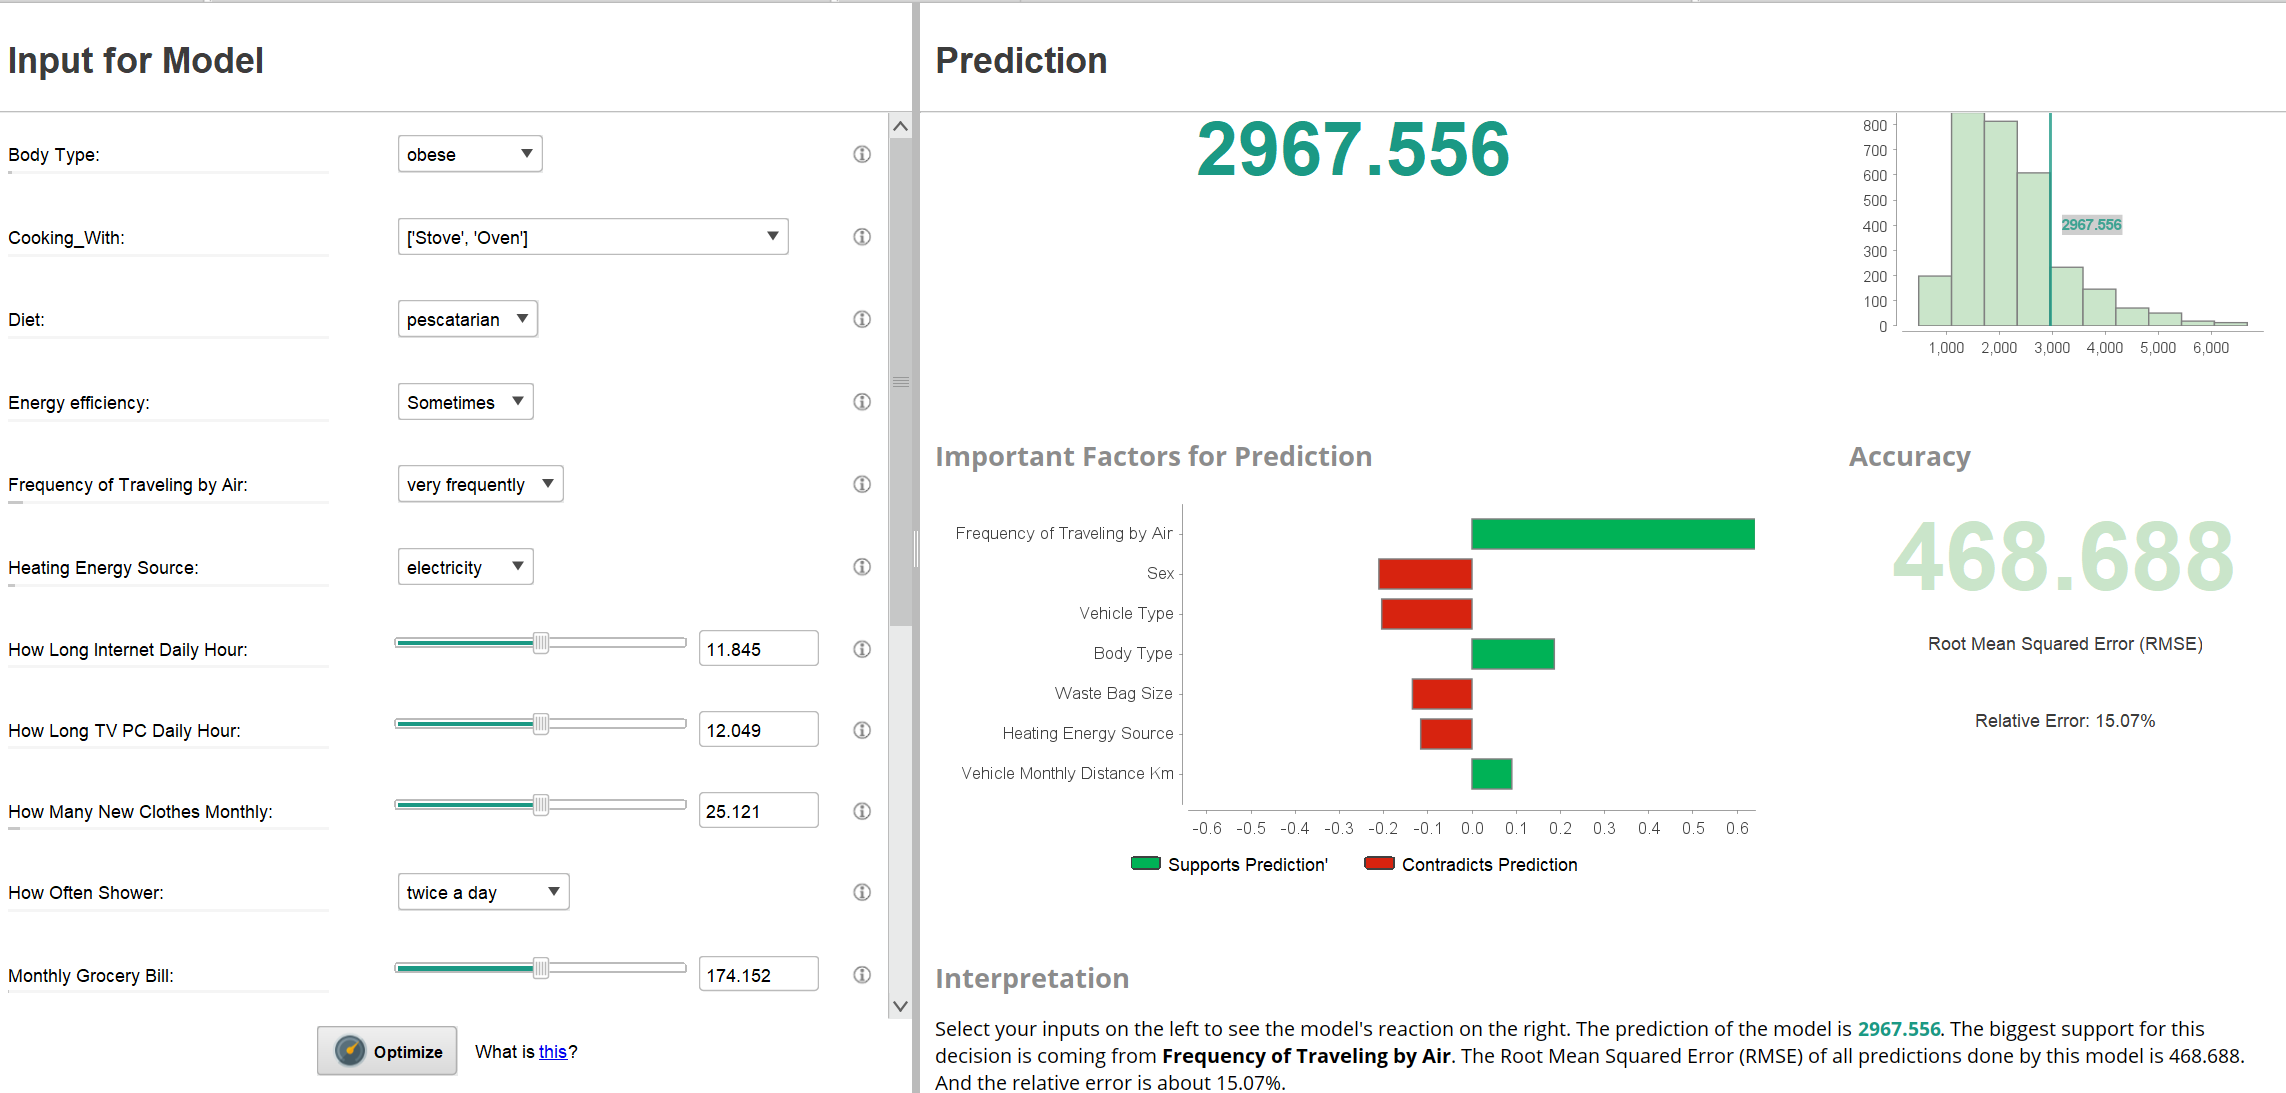 Input for Model
Body Type:
obese
Cooking_With:
['Stove', 'Oven']
Diet:
pescatarian
Energy efficiency:
Sometimes
Frequency of Traveling by Air:
very frequently
Heating Energy Source:
electricity
How Long Internet Daily Hour:
11.845
How Long TV PC Daily Hour:
12.049
How Many New Clothes Monthly:
25.121
How Often Shower:
twice a day
Monthly Grocery Bill:
174.152
Optimize
What is this?
Prediction
2967.556
800
700
600
500
400
300
200
100
0
2967.556
1,000 2,000 3,000 4,000 5,000 6,000
Important Factors for Prediction
Frequency of Traveling by Air
Sex
Vehicle Type
Body Type
Waste Bag Size
Heating Energy Source
Vehicle Monthly Distance Km
-0.6 -0.5 -0.4 -0.3 -0.2 -0.1 0.0 0.1 0.2 0.3 0.4 0.5 0.6
Supports Prediction' Contradicts Prediction
Accuracy
468.688
Root Mean Squared Error (RMSE)
Relative Error: 15.07%
Interpretation
Select your inputs on the left to see the model's reaction on the right. The prediction of the model is 2967.556. The biggest support for this
decision is coming from Frequency of Traveling by Air. The Root Mean Squared Error (RMSE) of all predictions done by this model is 468.688.
And the relative error is about 15.07%.